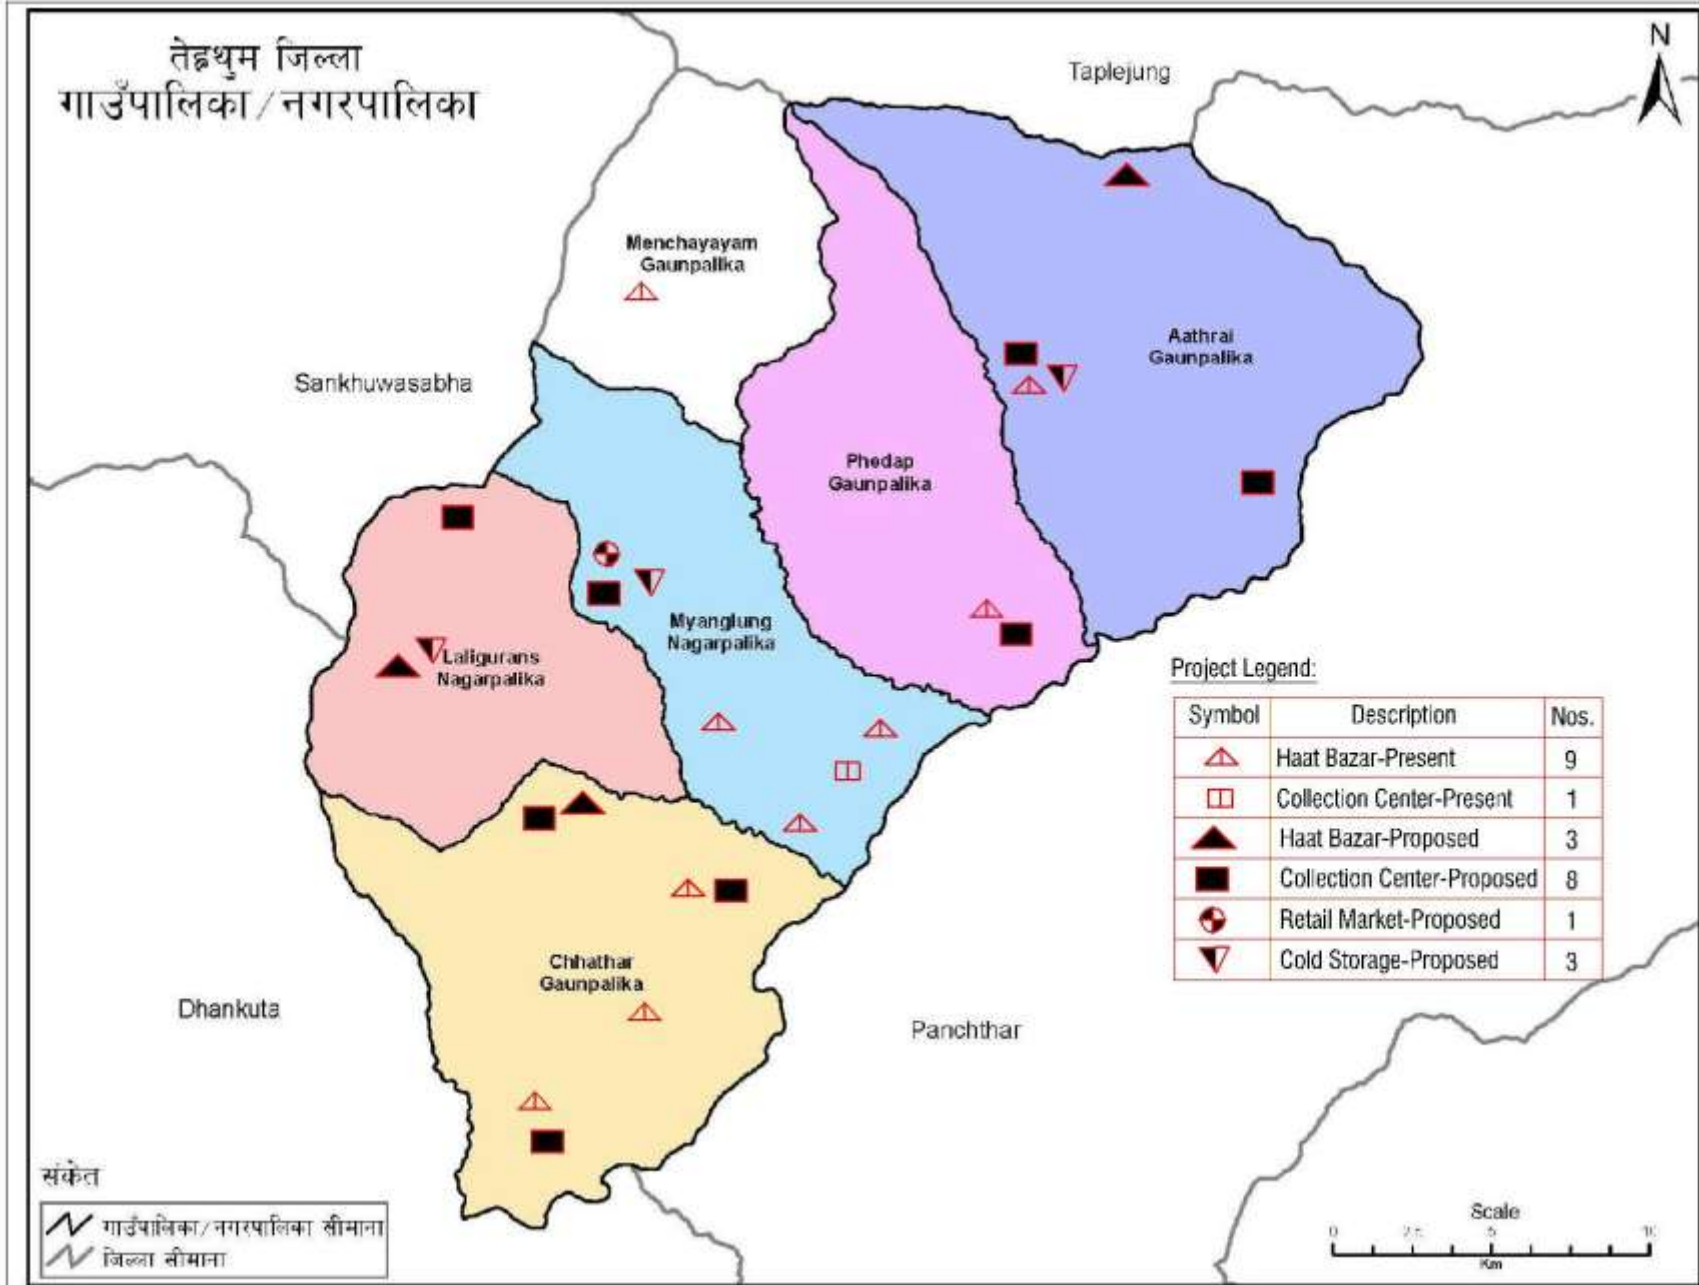 तेह्रथुम जिल्ला
गाउँपालिका/नगरपालिका
Taplejung
N
Menchayayam
Gaunpalika
Aathrai
Gaunpalika
Sankhuwasabha
Phedap
Gaunpalika
Myanglung
Nagarpalika
Laligurans
Nagarpalika
Project Legend:
Symbol Description Nos.
Haat Bazar-Present 9
Collection Center-Present 1
Haat Bazar-Proposed 3
Collection Center-Proposed 8
Retail Market-Proposed 1
Cold Storage-Proposed 3
Chhathar
Gaunpalika
Dhankuta
Panchthar
संकेत
गाउँपालिका/नगरपालिका सीमाना
जिल्ला सीमाना
Scale
0 2.5 5 10
Km